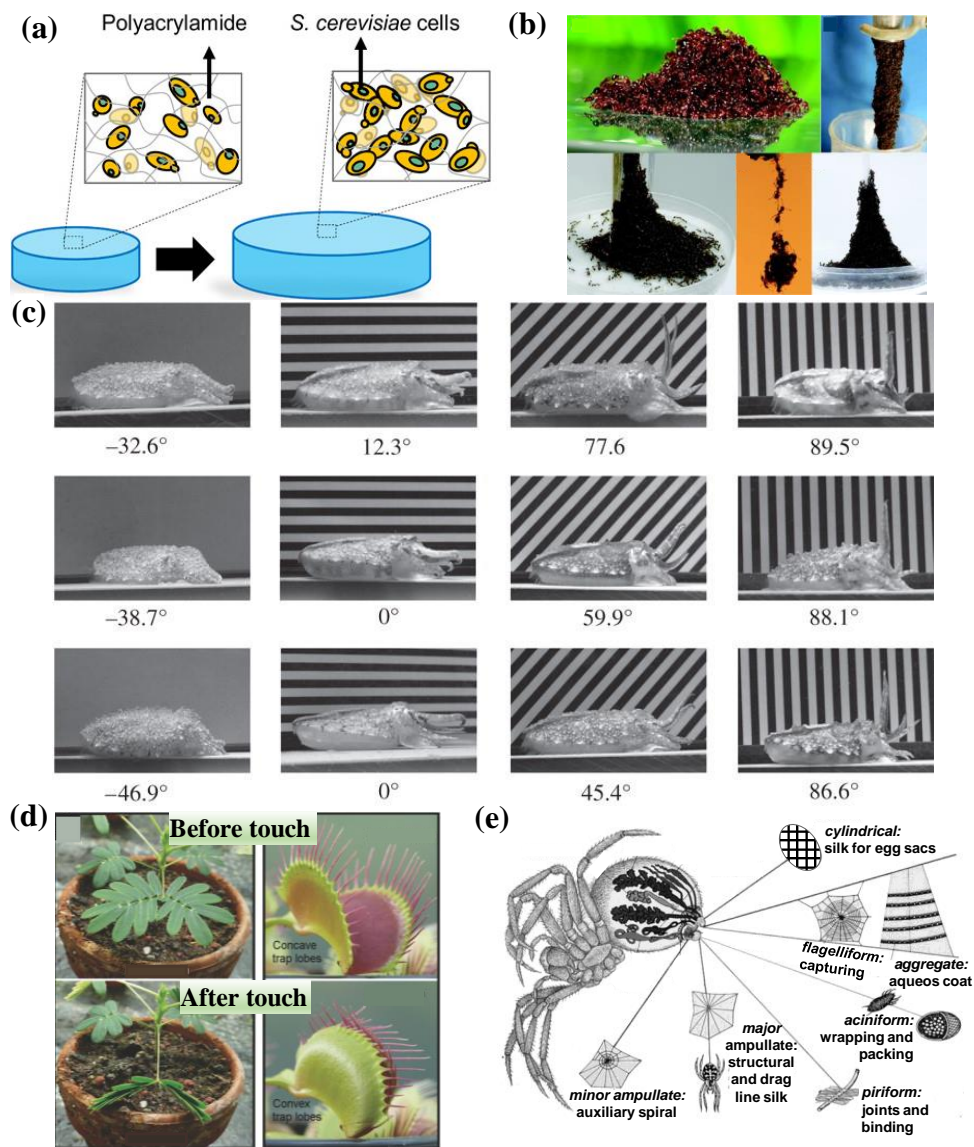 (a)
Polyacrylamide
S. cerevisiae cells
(b)
(c)
−32.6°
12.3°
77.6
89.5°
−38.7°
0°
59.9°
88.1°
−46.9°
0°
45.4°
86.6°
(d)
Before touch
Concave
trap lobes
After touch
Convex
trap lobes
(e)
cylindrical:
silk for egg sacs
flagelliform:
capturing
aggregate:
aqueos coat
aciniform:
wrapping and
packing
major
ampullate:
structural
and drag
line silk
minor ampullate:
auxiliary spiral
piriform:
joints and
binding